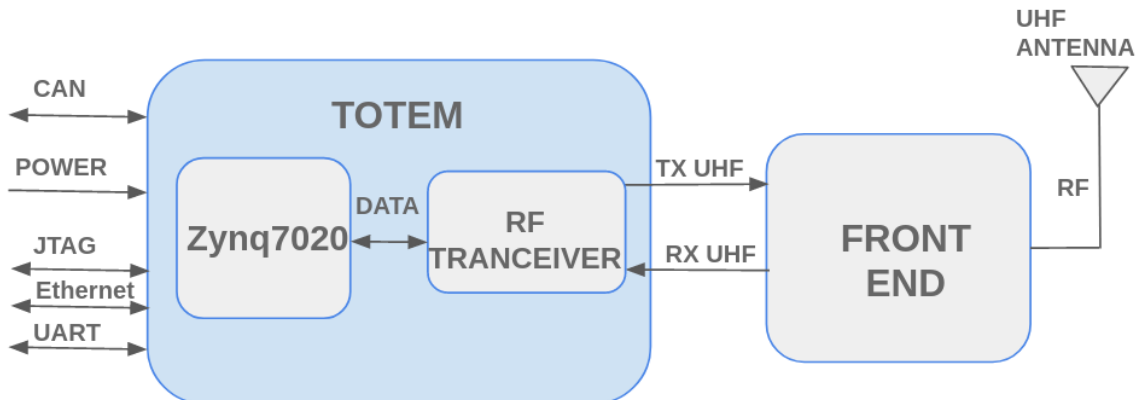 UHF
ANTENNA
CAN
TOTEM
POWER
TX UHF
DATA
RF
Zynq7020
RF
TRANCEIVER
JTAG
RX UHF
FRONT
END
Ethernet
UART